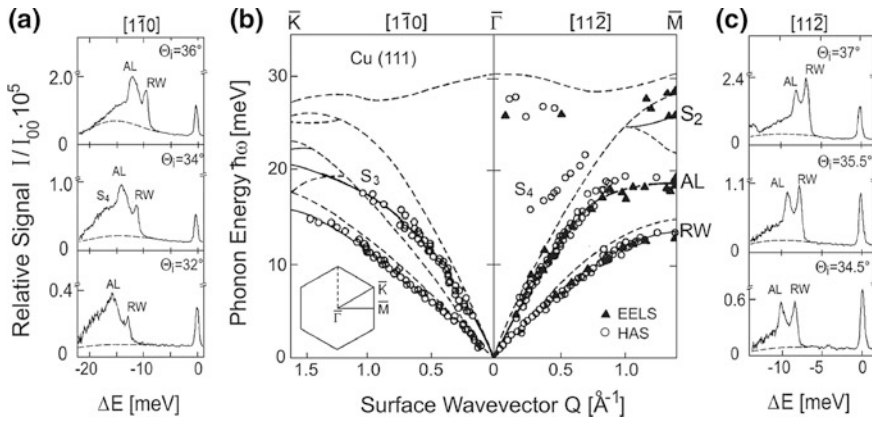 (a)
[11̄0]
Relative Signal I/I₀₀ · 10⁵
Θi=36°
AL
RW
2.0
1.0
0
Θi=34°
AL
S4
RW
1.0
0.5
0
Θi=32°
AL
RW
0.4
0
-20
-10
0
ΔE [meV]
(b)
K̄
[11̄0]
Γ̄
[112̄]
M̄
Phonon Energy ħω [meV]
Cu (111)
30
20
10
0
S3
S4
S2
AL
RW
K̄
Γ̄
M̄
▲ EELS
○ HAS
1.5
1.0
0.5
0
0.5
1.0
Surface Wavevector Q [Å⁻¹]
(c)
[112̄]
Θi=37°
AL
RW
2.4
0
Θi=35.5°
AL
RW
1.1
0
Θi=34.5°
AL
RW
0.6
0
-10
-5
0
ΔE [meV]